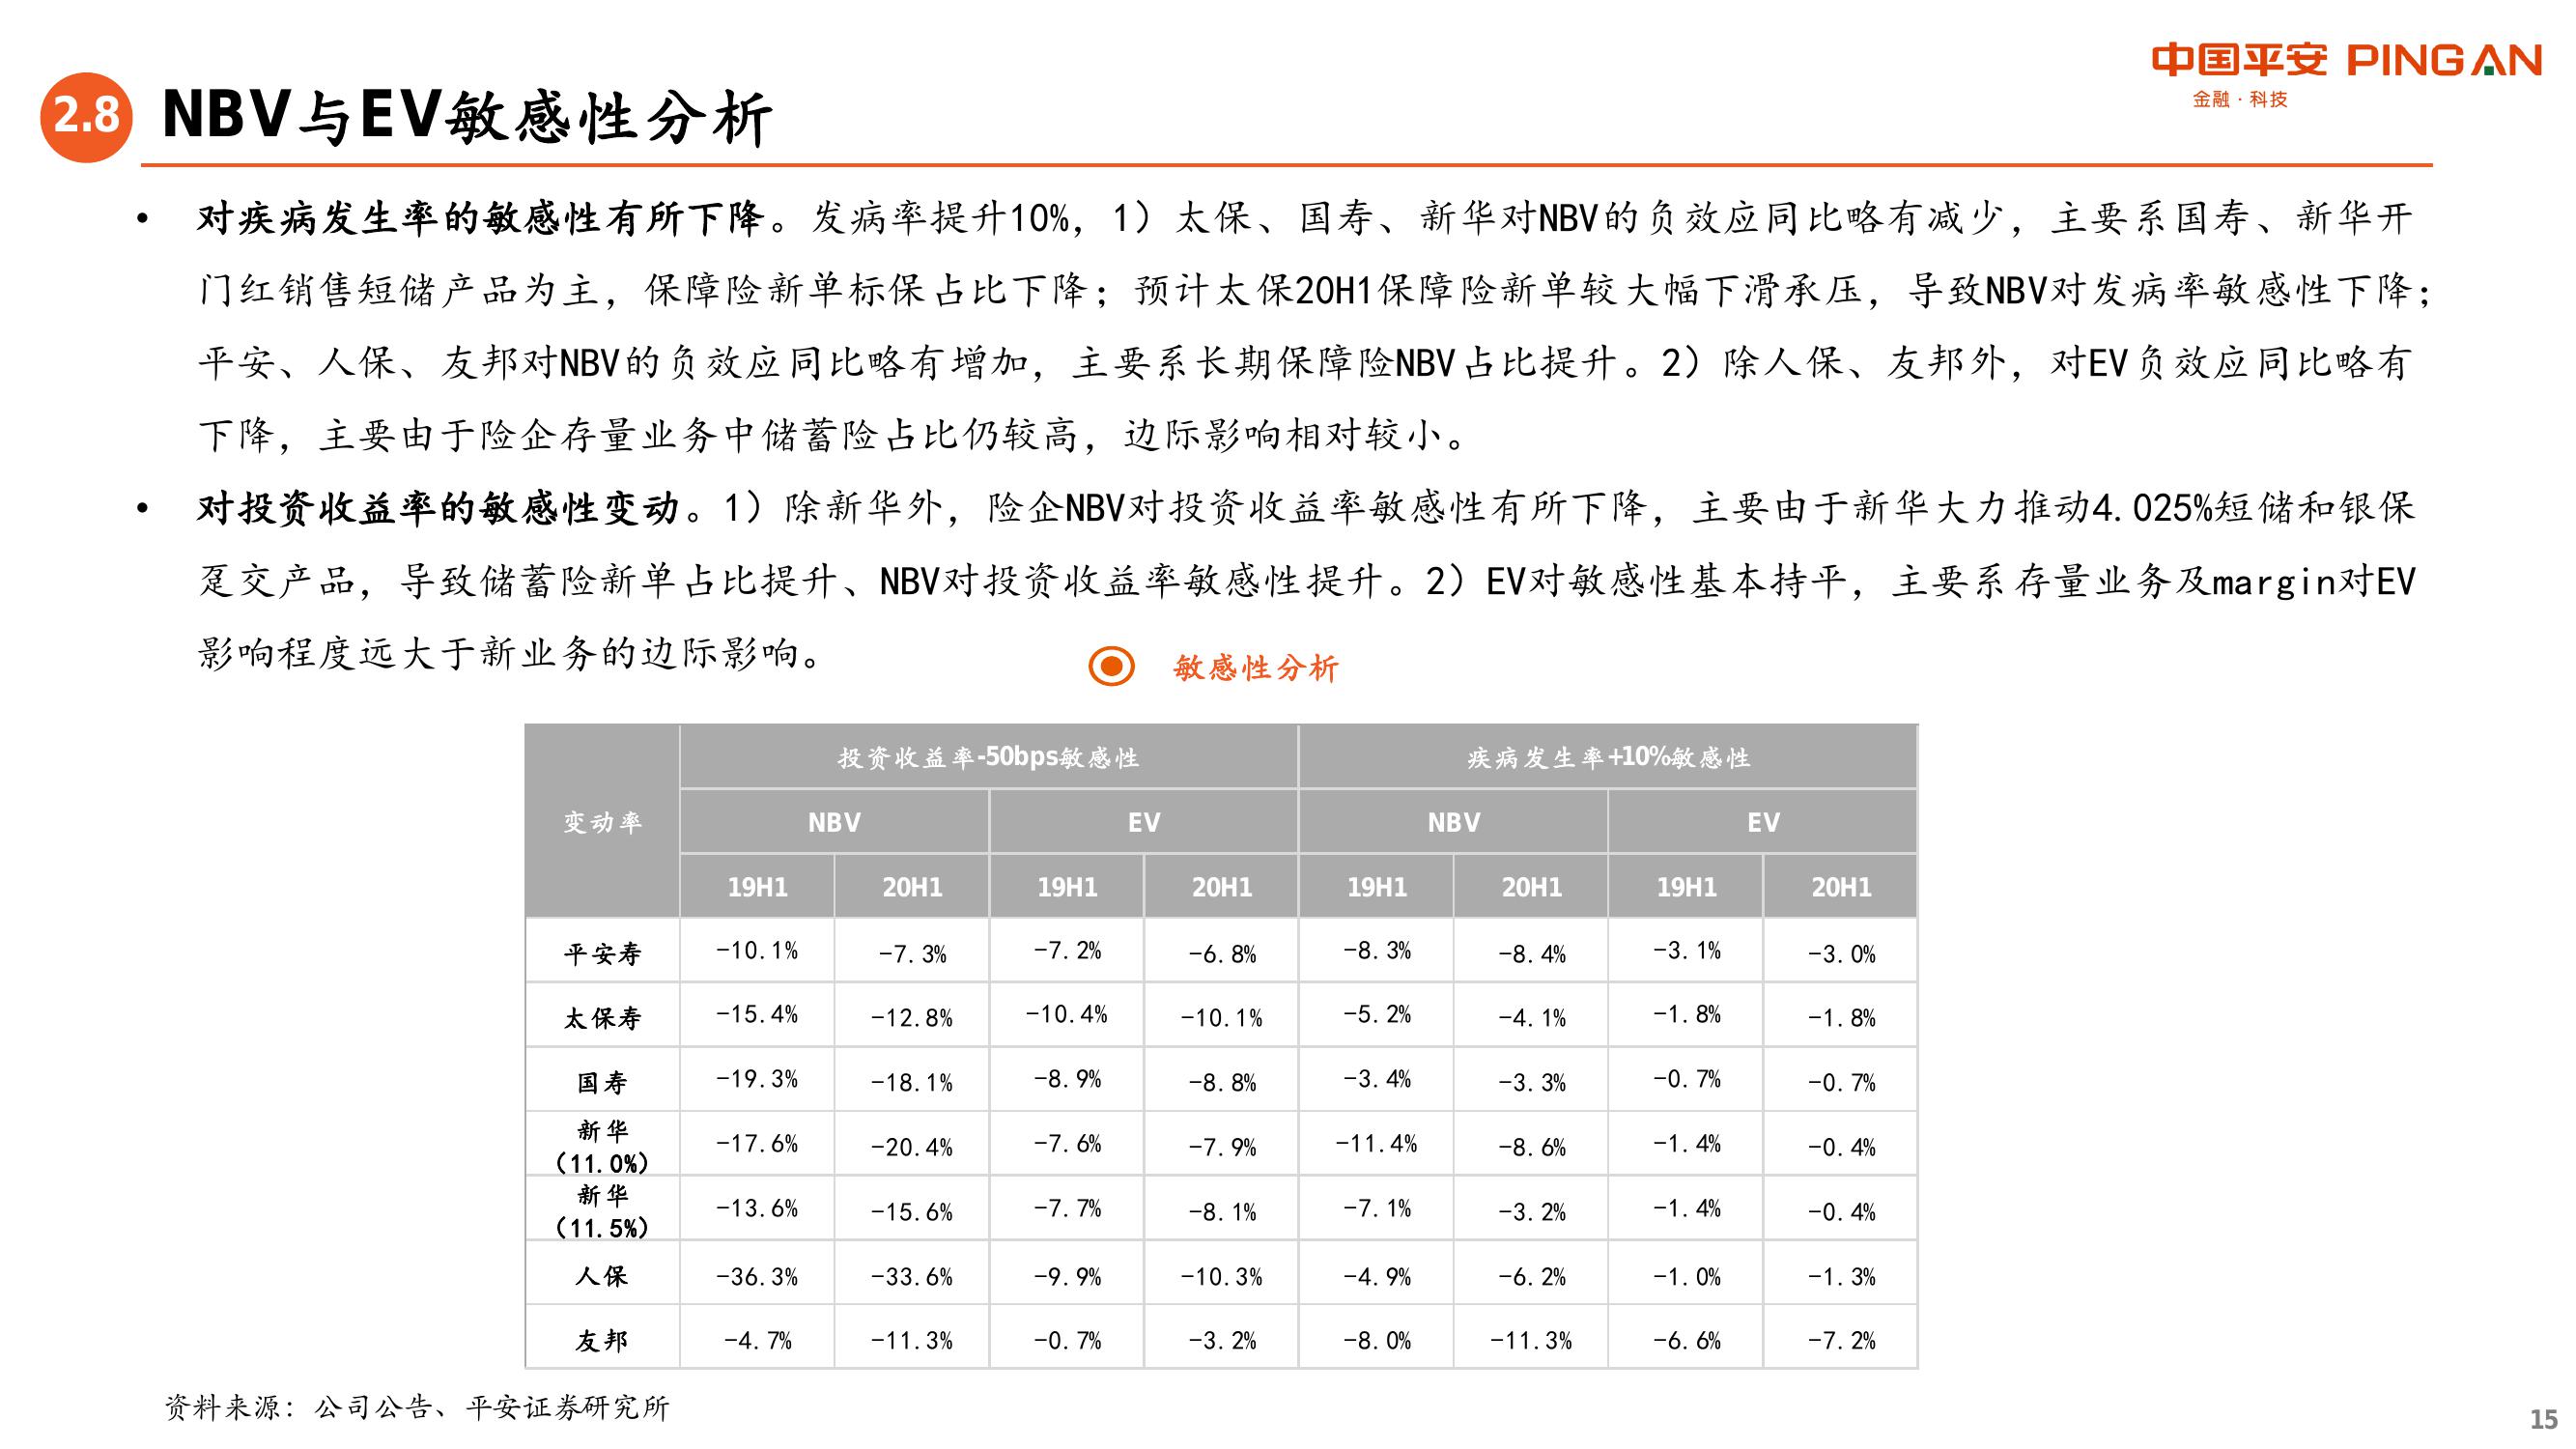 中国平安 PINGAN
金融·科技
2.8 NBV与EV敏感性分析
• 对疾病发生率的敏感性有所下降。发病率提升10%，1）太保、国寿、新华对NBV的负效应同比略有减少，主要系国寿、新华开
门红销售短储产品为主，保障险新单标保占比下降；预计太保20H1保障险新单较大幅下滑承压，导致NBV对发病率敏感性下降；
平安、人保、友邦对NBV的负效应同比略有增加，主要系长期保障险NBV占比提升。2）除人保、友邦外，对EV负效应同比略有
下降，主要由于险企存量业务中储蓄险占比仍较高，边际影响相对较小。
• 对投资收益率的敏感性变动。1）除新华外，险企NBV对投资收益率敏感性有所下降，主要由于新华大力推动4.025%短储和银保
趸交产品，导致储蓄险新单占比提升、NBV对投资收益率敏感性提升。2）EV对敏感性基本持平，主要系存量业务及margin对EV
影响程度远大于新业务的边际影响。
敏感性分析
变动率 投资收益率-50bps敏感性 疾病发生率+10%敏感性
NBV EV NBV EV
19H1 20H1 19H1 20H1 19H1 20H1 19H1 20H1
平安寿 -10.1% -7.3% -7.2% -6.8% -8.3% -8.4% -3.1% -3.0%
太保寿 -15.4% -12.8% -10.4% -10.1% -5.2% -4.1% -1.8% -1.8%
国寿 -19.3% -18.1% -8.9% -8.8% -3.4% -3.3% -0.7% -0.7%
新华
（11.0%） -17.6% -20.4% -7.6% -7.9% -11.4% -8.6% -1.4% -0.4%
新华
（11.5%） -13.6% -15.6% -7.7% -8.1% -7.1% -3.2% -1.4% -0.4%
人保 -36.3% -33.6% -9.9% -10.3% -4.9% -6.2% -1.0% -1.3%
友邦 -4.7% -11.3% -0.7% -3.2% -8.0% -11.3% -6.6% -7.2%
资料来源：公司公告、平安证券研究所
15